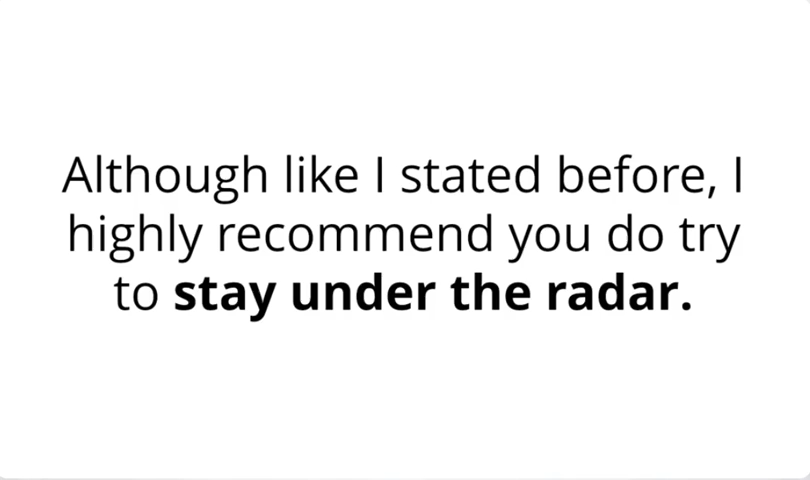 Although like I stated before, I
highly recommend you do try
to stay under the radar.